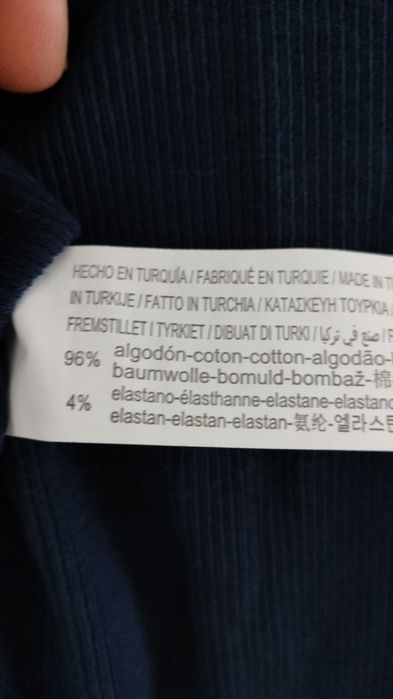 HECHO EN TURQUÍA / FABRIQUÉ EN TURQUIE / MADE IN
IN TURKIJE / FATTO IN TURCHIA / ΚΑΤΑΣΚΕΥΗ ΤΟΥΡΚΙΑ
FREMSTILLET I TYRKIET / DIBUAT DI TURKI / صنع في تركيا /
96% algodón-coton-cotton-algodão-
baumwolle-bomuld-bombaž-棉
4% elastano-élasthanne-elastane-elastano
elastan-elastan-elastan-氨纶-엘라스탄